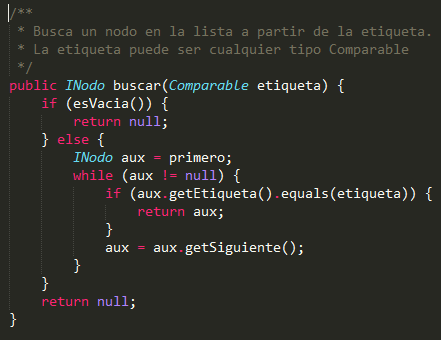 /**
 * Busca un nodo en la lista a partir de la etiqueta.
 * La etiqueta puede ser cualquier tipo Comparable
 */
public INodo buscar(Comparable etiqueta) {
    if (esVacia()) {
        return null;
    } else {
        INodo aux = primero;
        while (aux != null) {
            if (aux.getEtiqueta().equals(etiqueta)) {
                return aux;
            }
            aux = aux.getSiguiente();
        }
    }
    return null;
}